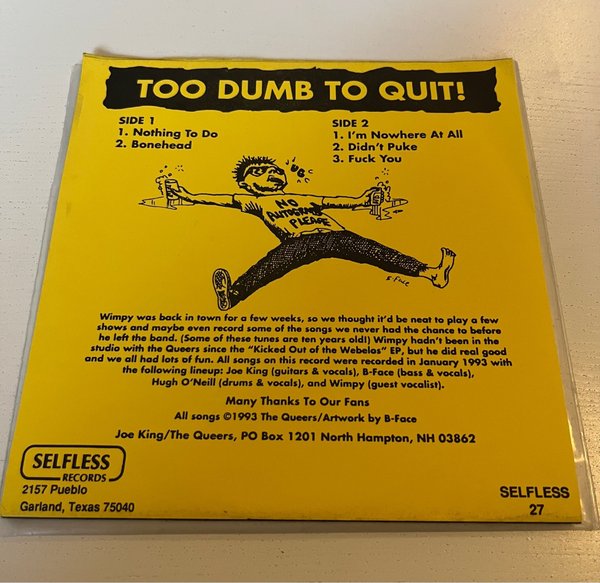 TOO DUMB TO QUIT!
SIDE 1
1. Nothing To Do
2. Bonehead
SIDE 2
1. I'm Nowhere At All
2. Didn't Puke
3. Fuck You
UG
NO
AUTOGRAPHS
PLEASE
B-Face
Wimpy was back in town for a few weeks, so we thought it'd be neat to play a few
shows and maybe even record some of the songs we never had the chance to before
he left the band. (Some of these tunes are ten years old!) Wimpy hadn't been in the
studio with the Queers since the "Kicked Out of the Webelos" EP, but he did real good
and we all had lots of fun. All songs on this record were recorded in January 1993 with
the following lineup: Joe King (guitars & vocals), B-Face (bass & vocals),
Hugh O'Neill (drums & vocals), and Wimpy (guest vocalist).
Many Thanks To Our Fans
All songs ©1993 The Queers/Artwork by B-Face
Joe King/The Queers, PO Box 1201 North Hampton, NH 03862
SELFLESS
RECORDS
2157 Pueblo
Garland, Texas 75040
SELFLESS
27